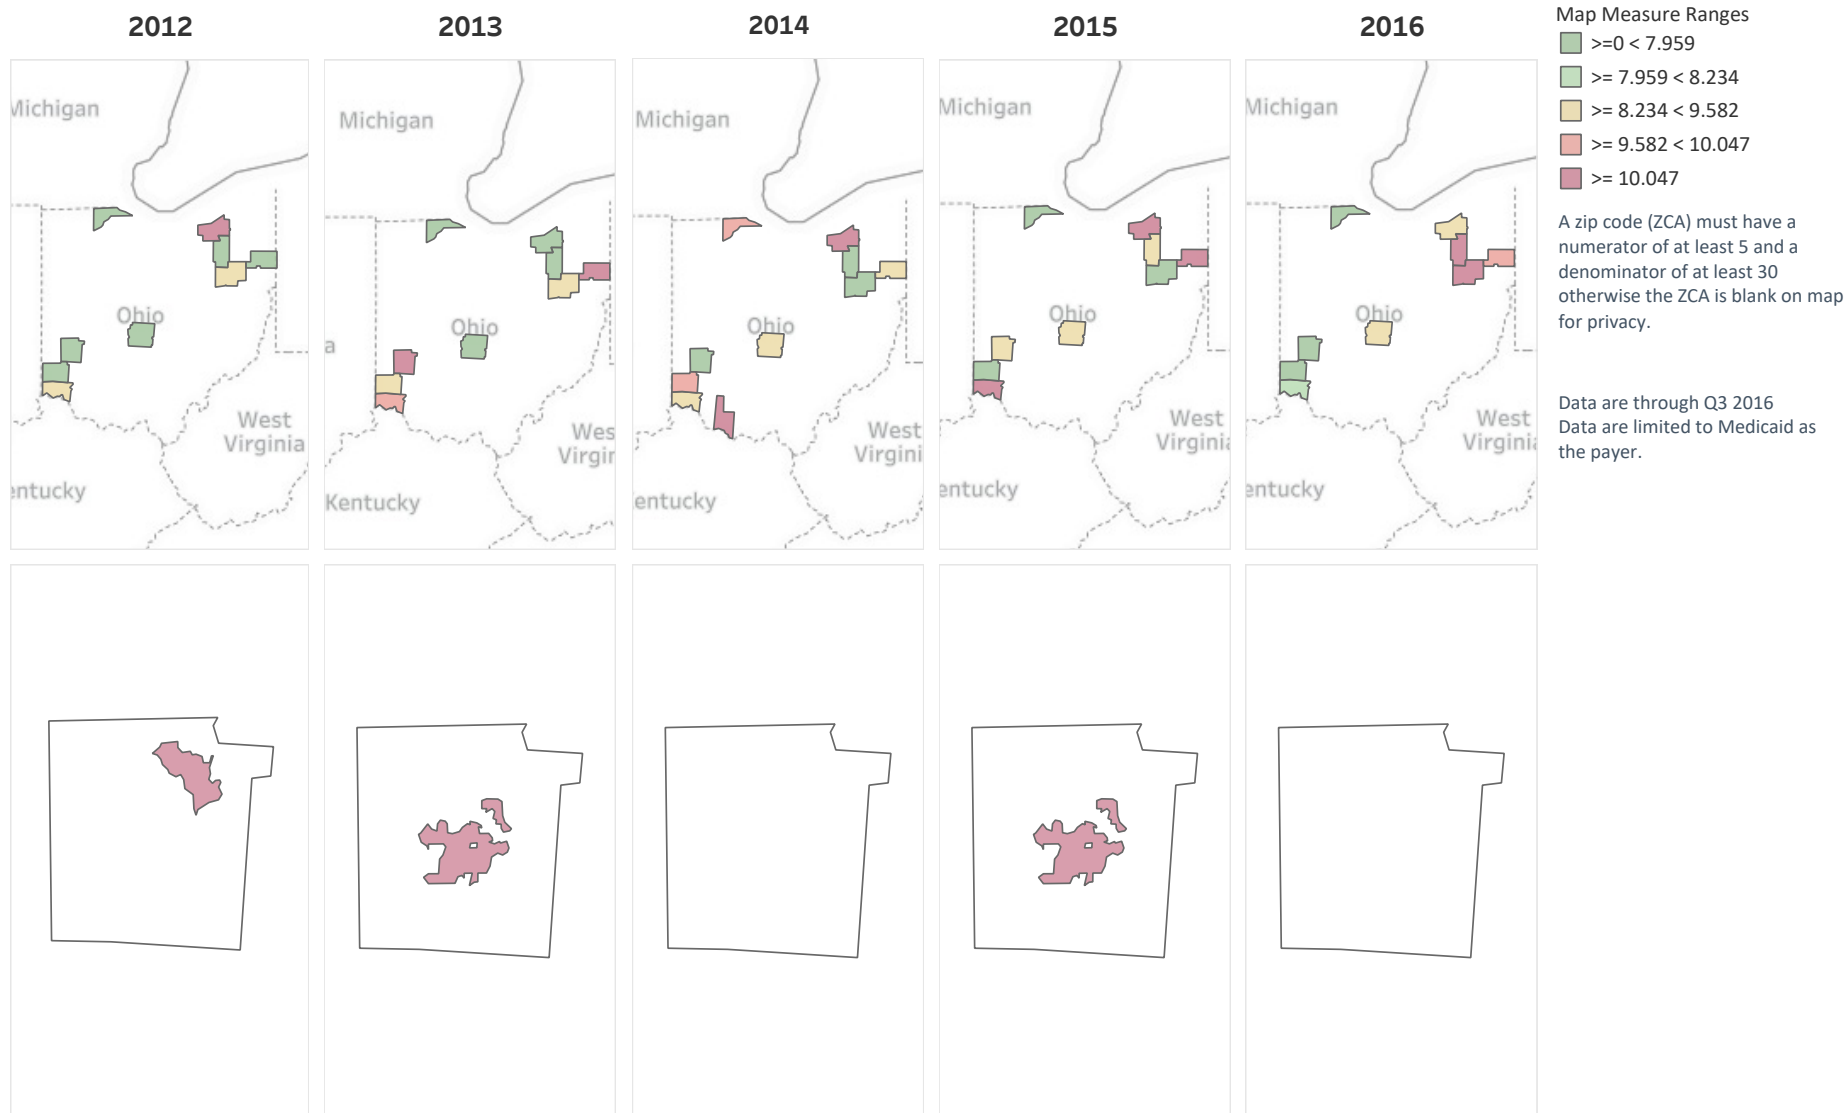 2012
2013
2014
2015
2016
Map Measure Ranges
>=0 < 7.959
>= 7.959 < 8.234
>= 8.234 < 9.582
>= 9.582 < 10.047
>= 10.047
A zip code (ZCA) must have a
numerator of at least 5 and a
denominator of at least 30
otherwise the ZCA is blank on map
for privacy.
Data are through Q3 2016
Data are limited to Medicaid as
the payer.
Michigan
Ohio
West
Virginia
entucky
Michigan
Ohio
a
Wes
Virgir
Kentucky
Michigan
Ohio
West
Virgini
entucky
Michigan
Ohio
West
Virginia
entucky
Michigan
Ohio
West
Virginia
entucky